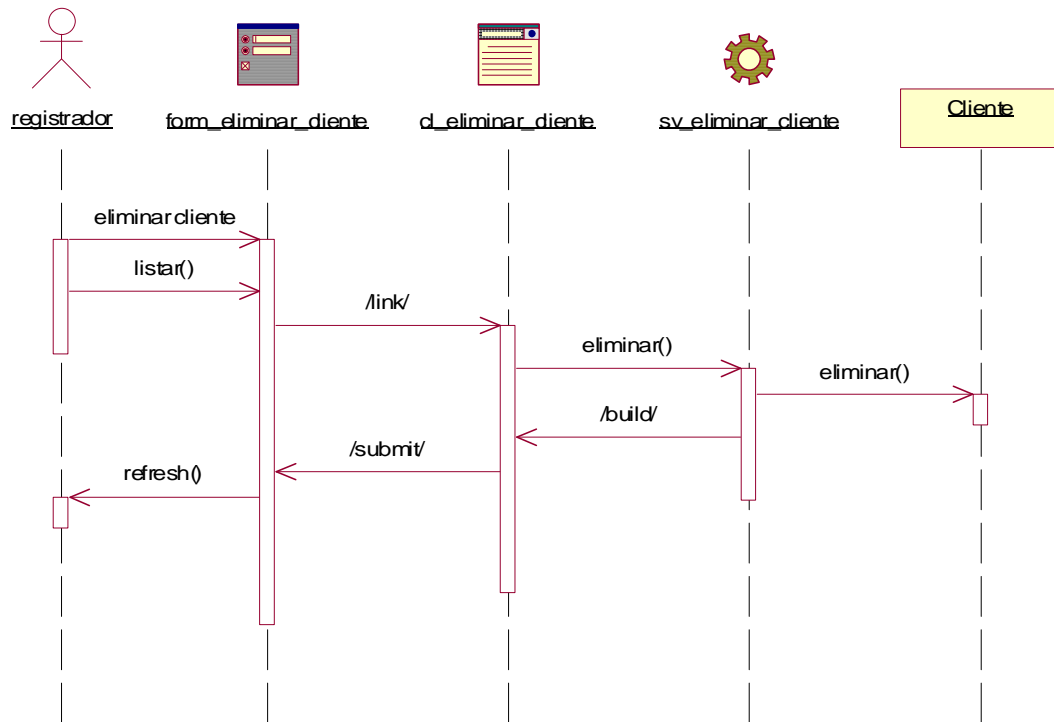 registrador
form_eliminar_cliente
cl_eliminar_cliente
sv_eliminar_cliente
Cliente
eliminar cliente
listar()
/link/
eliminar()
eliminar()
/build/
/submit/
refresh()